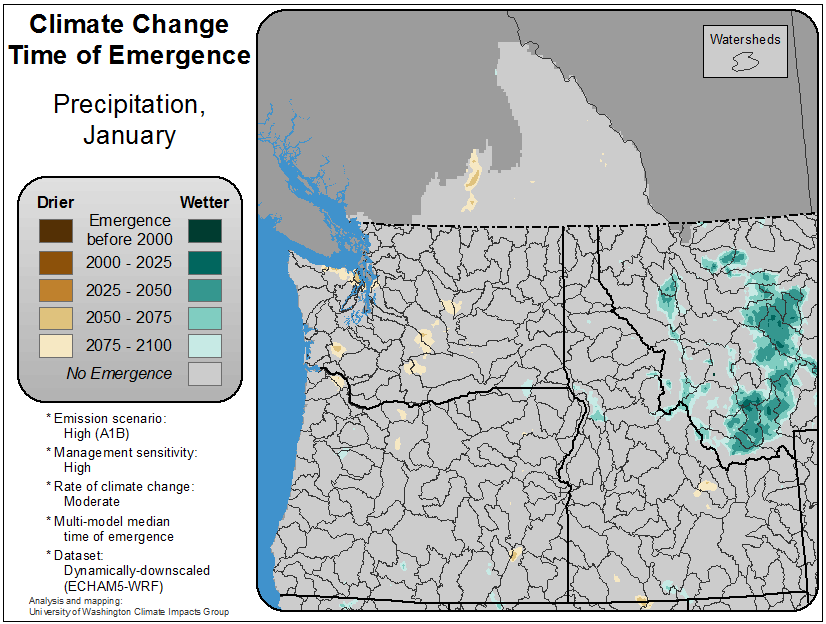 Climate Change
Time of Emergence
Precipitation,
January
Drier
Wetter
Emergence
before 2000
2000 - 2025
2025 - 2050
2050 - 2075
2075 - 2100
No Emergence
* Emission scenario:
High (A1B)
* Management sensitivity:
High
* Rate of climate change:
Moderate
* Multi-model median
time of emergence
* Dataset:
Dynamically-downscaled
(ECHAM5-WRF)
Analysis and mapping:
University of Washington Climate Impacts Group
Watersheds